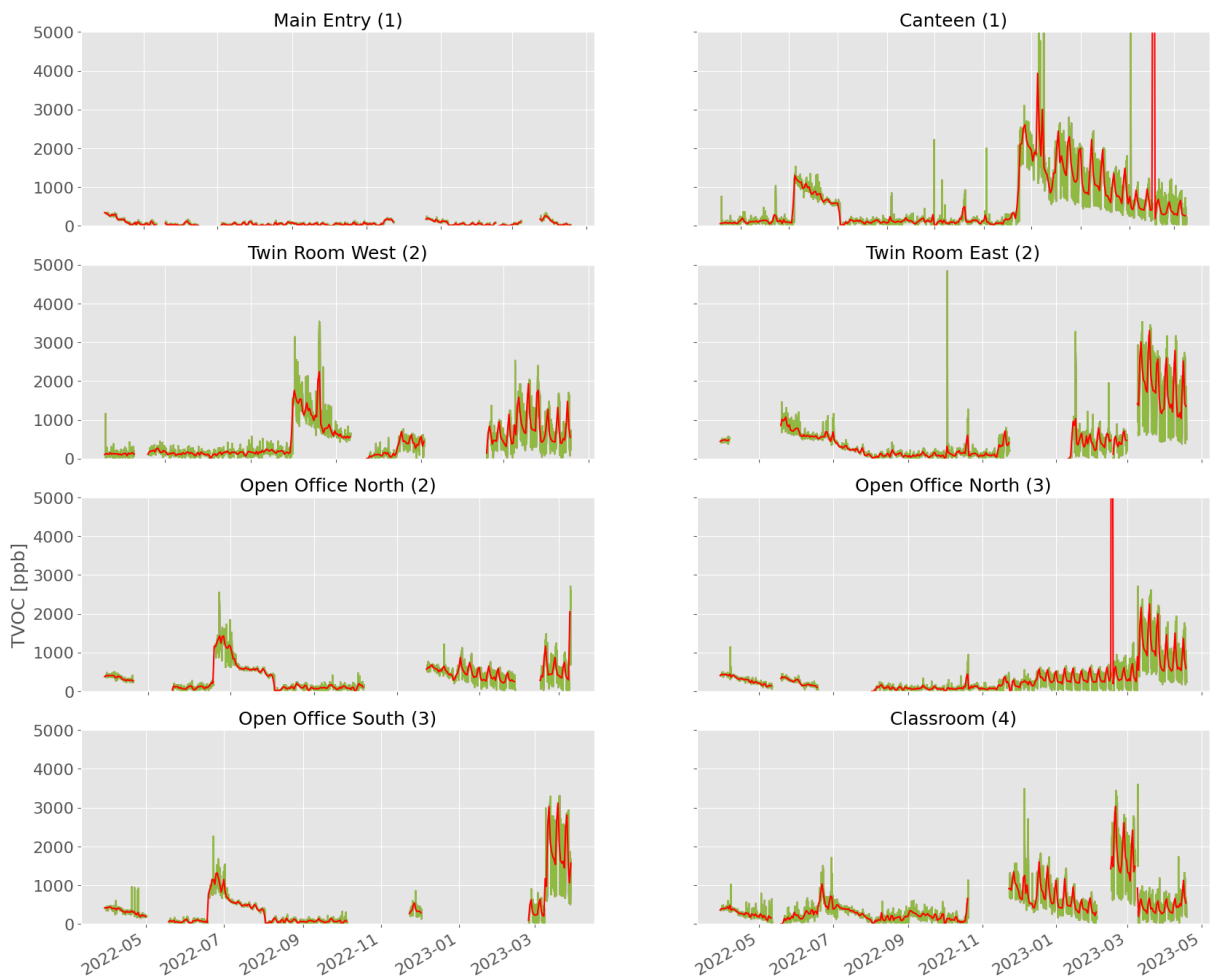 Main Entry (1)
Canteen (1)
5000
4000
3000
2000
1000
0
Twin Room West (2)
Twin Room East (2)
5000
4000
3000
2000
1000
0
Open Office North (2)
Open Office North (3)
5000
4000
3000
2000
1000
0
TVOC [ppb]
Open Office South (3)
Classroom (4)
5000
4000
3000
2000
1000
0
2022-05 2022-07 2022-09 2022-11 2023-01 2023-03
2022-05 2022-07 2022-09 2022-11 2023-01 2023-03 2023-05